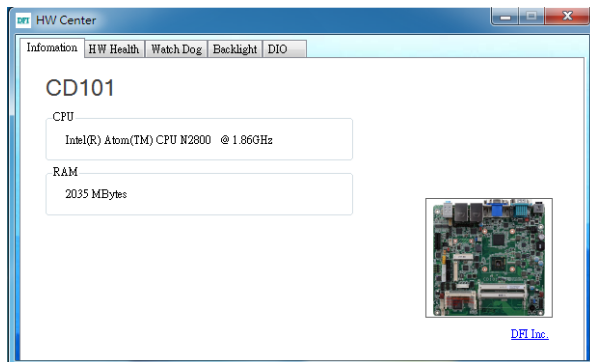 DFI HW Center
Infomation HW Health Watch Dog Backlight DIO
CD101
CPU
Intel(R) Atom(TM) CPU N2800 @ 1.86GHz
RAM
2035 MBytes
DFI Inc.